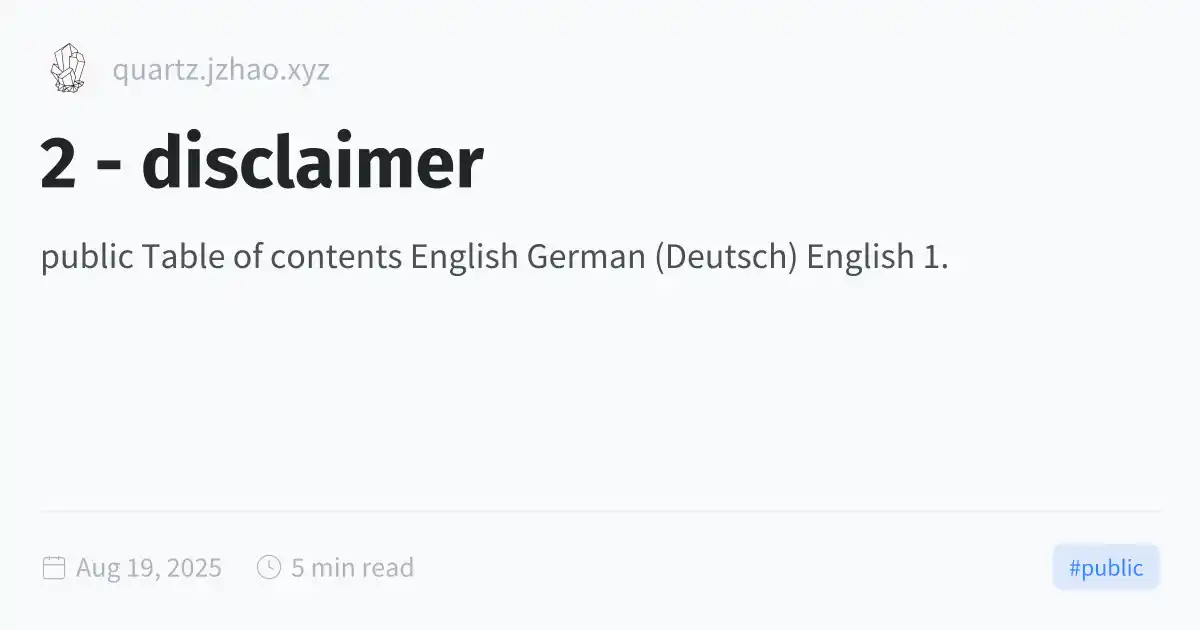 quartz.jzhao.xyz
2 - disclaimer
public Table of contents English German (Deutsch) English 1.
Aug 19, 2025
5 min read
#public